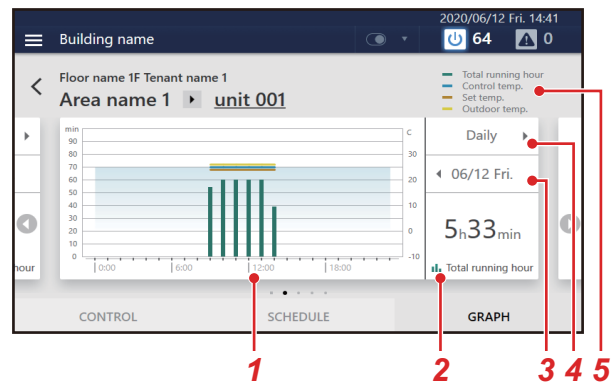 2020/06/12 Fri. 14:41
Building name
64
0
Floor name 1F Tenant name 1
Area name 1 unit 001
Total running hour
Control temp.
Set temp.
Outdoor temp.
min
90
80
70
60
50
40
30
20
10
0
C
30
20
10
0
-10
0:00 6:00 12:00 18:00
Daily
06/12 Fri.
5h33min
Total running hour
hour
CONTROL SCHEDULE GRAPH
1 2 3 4 5